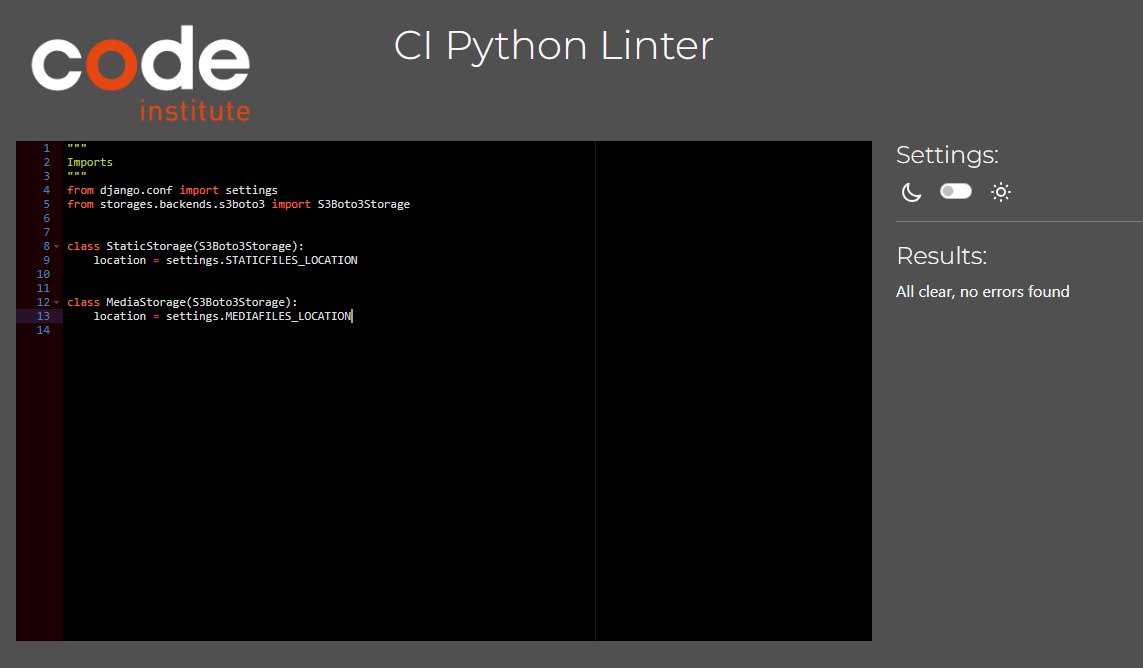 code
institute
CI Python Linter
1 """
2 Imports
3 """
4 from django.conf import settings
5 from storages.backends.s3boto3 import S3Boto3Storage
6
7
8 class StaticStorage(S3Boto3Storage):
9     location = settings.STATICFILES_LOCATION
10
11
12 class MediaStorage(S3Boto3Storage):
13     location = settings.MEDIAFILES_LOCATION
14
Settings:
Results:
All clear, no errors found